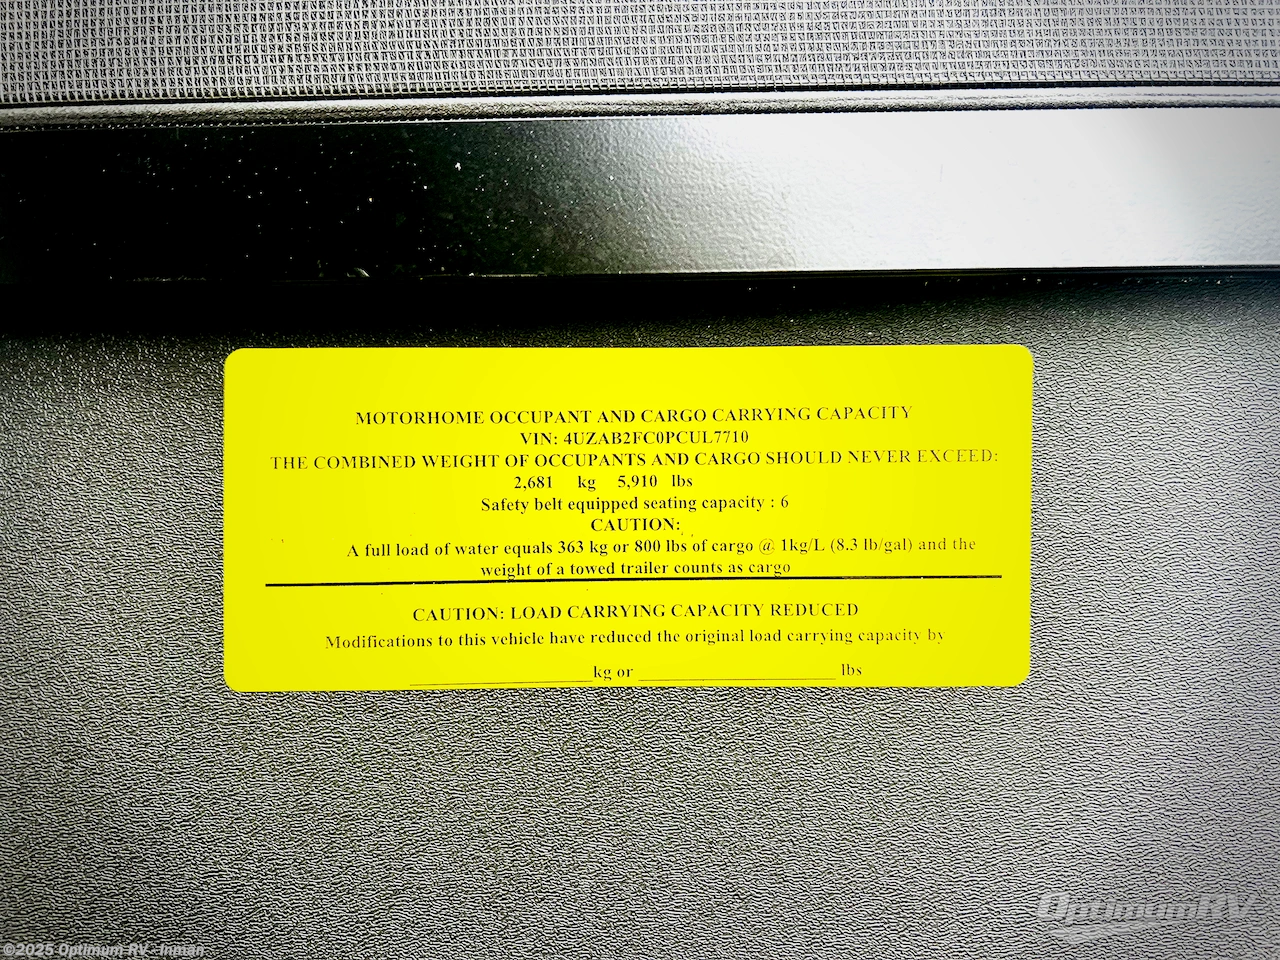 MOTORHOME OCCUPANT AND CARGO CARRYING CAPACITY
VIN: 4UZAB2FC0PCUL7710
THE COMBINED WEIGHT OF OCCUPANTS AND CARGO SHOULD NEVER EXCEED:
2,681 kg 5,910 lbs
Safety belt equipped seating capacity : 6
CAUTION:
A full load of water equals 363 kg or 800 lbs of cargo @ 1kg/L (8.3 lb/gal) and the
weight of a towed trailer counts as cargo
CAUTION: LOAD CARRYING CAPACITY REDUCED
Modifications to this vehicle have reduced the original load carrying capacity by
____________________kg or ____________________ lbs
OptimumRV
©2025 Optimum RV - Inman